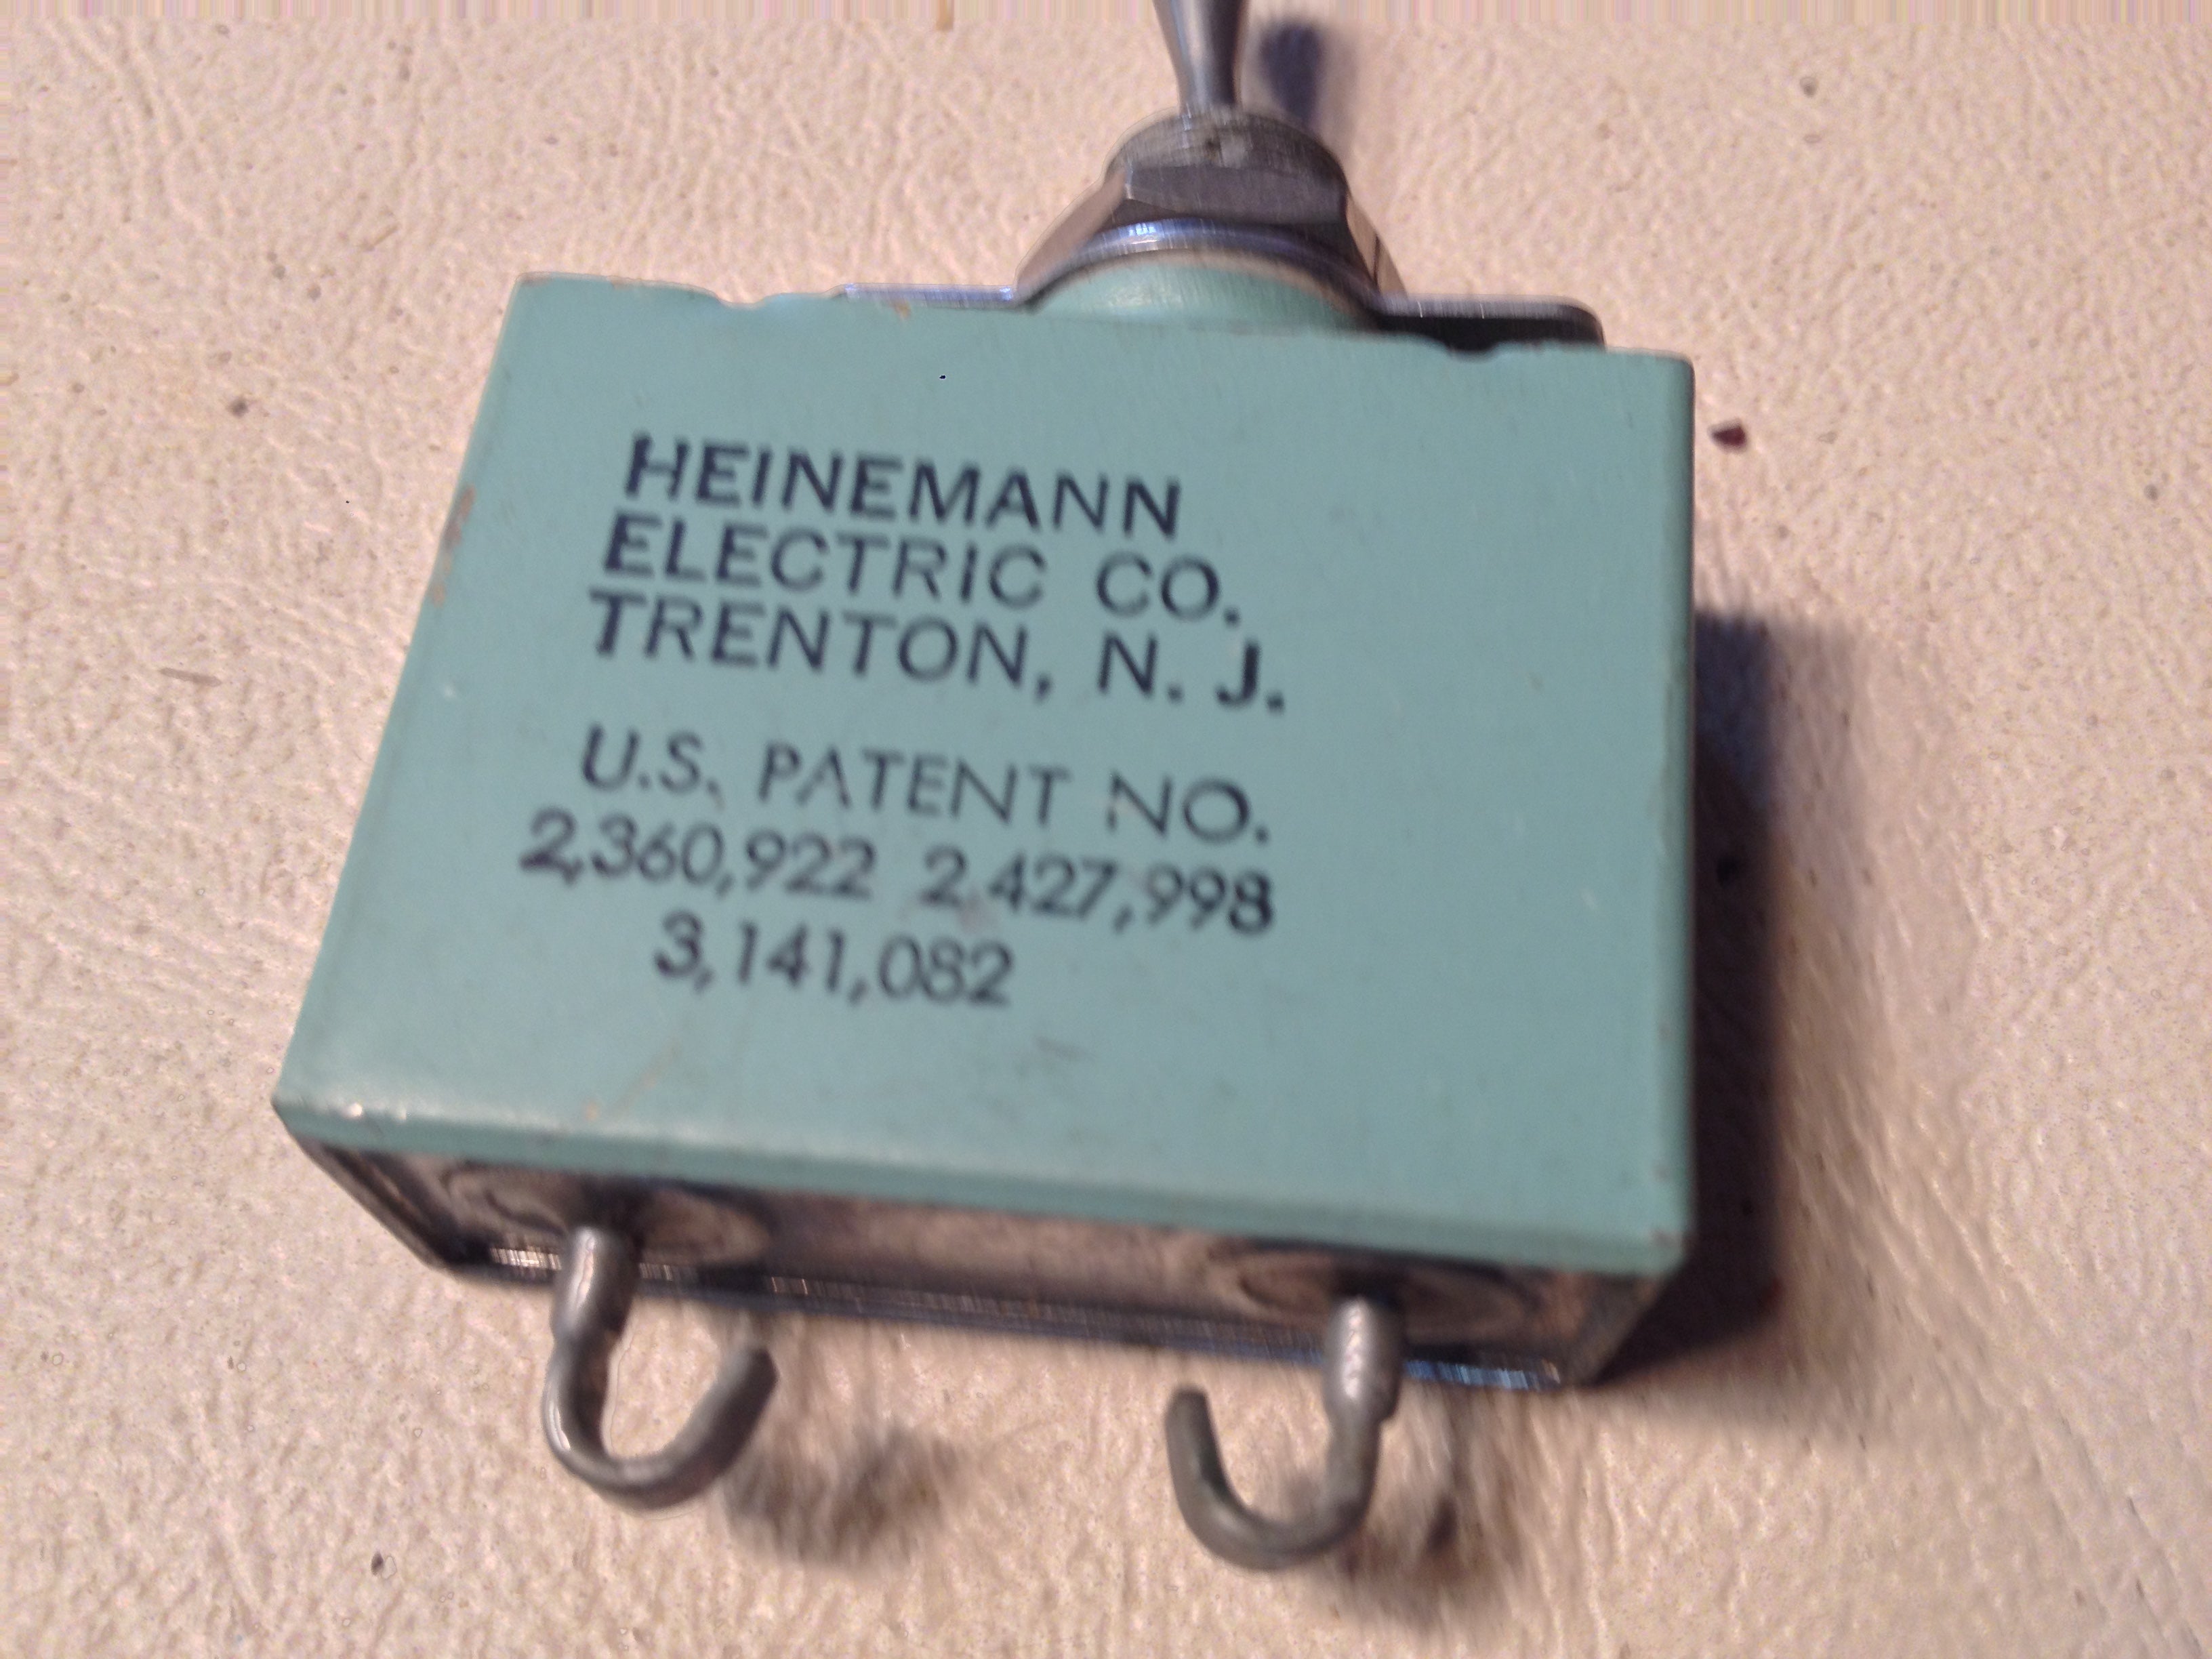 HEINEMANN
ELECTRIC CO.
TRENTON, N. J.
U.S. PATENT NO.
2,360,922 2,427,998
3,141,082